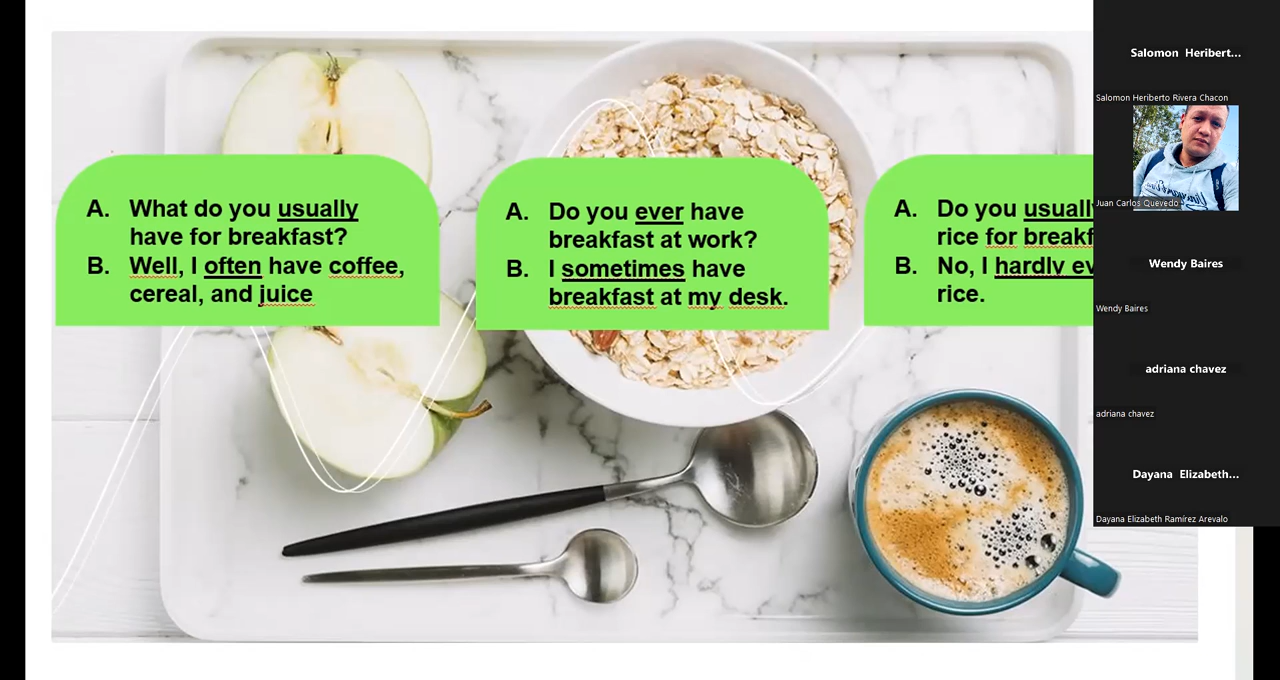 A. What do you usually
have for breakfast?
B. Well, I often have coffee,
cereal, and juice
A. Do you ever have
breakfast at work?
B. I sometimes have
breakfast at my desk.
A. Do you
rice for
B. No, I hardly
rice.
Salomon Heribert...
Salomon Heriberto Rivera Chacon
Juan Carlos Quevedo
Wendy Baires
Wendy Baires
adriana chavez
adriana chavez
Dayana Elizabeth...
Dayana Elizabeth Ramírez Arevalo